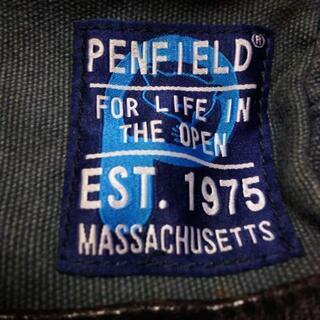 PENFIELD®
FOR LIFE IN
THE OPEN
EST. 1975
MASSACHUSETTS